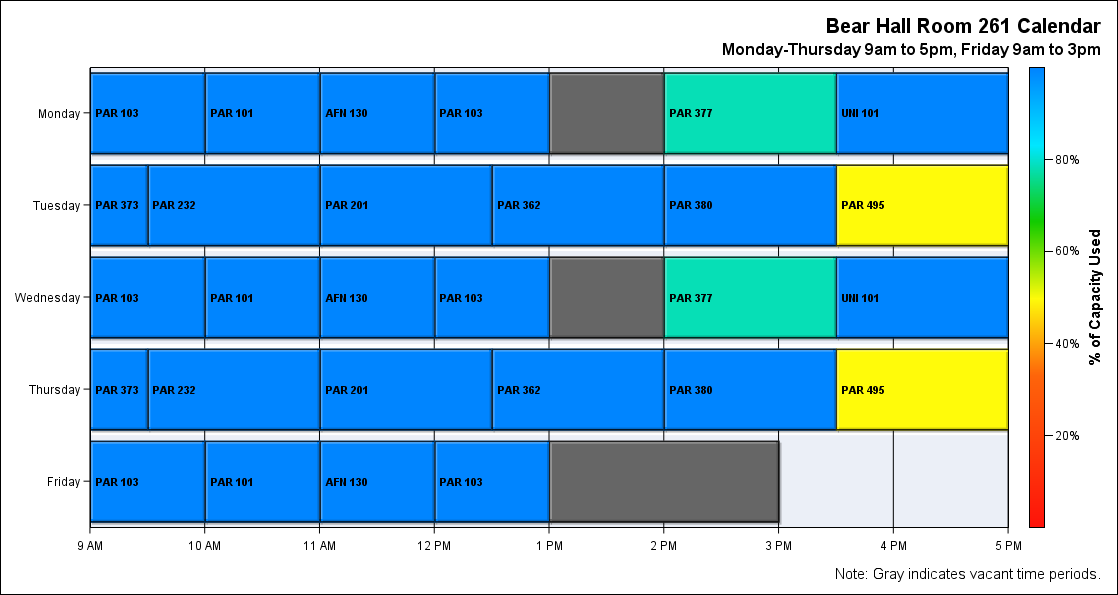 Bear Hall Room 261 Calendar
Monday-Thursday 9am to 5pm, Friday 9am to 3pm
Monday
PAR 103
PAR 101
AFN 130
PAR 103
PAR 377
UNI 101
Tuesday
PAR 373
PAR 232
PAR 201
PAR 362
PAR 380
PAR 495
Wednesday
PAR 103
PAR 101
AFN 130
PAR 103
PAR 377
UNI 101
Thursday
PAR 373
PAR 232
PAR 201
PAR 362
PAR 380
PAR 495
Friday
PAR 103
PAR 101
AFN 130
PAR 103
9 AM
10 AM
11 AM
12 PM
1 PM
2 PM
3 PM
4 PM
5 PM
80%
60%
40%
20%
% of Capacity Used
Note: Gray indicates vacant time periods.